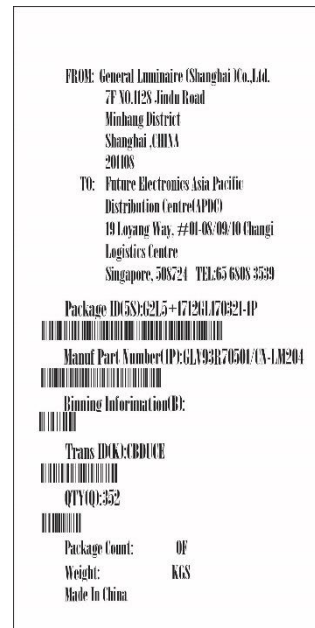 FROM: General Luminaire (Shanghai )Co.,Ltd.
7F NO.1128 Jindu Road
Minhang District
Shanghai ,CHINA
201108
TO: Future Electronics Asia Pacific
Distribution Centre(APDC)
19 Loyang Way, #01-08/09/10 Changi
Logistics Centre
Singapore, 508724 TEL:65 6808 3539
Package ID(5S):G2L5+1712GL170321-1P
Manuf Part Number(1P):GLV93R70501/CN-LM204
Binning Information(B):
Trans ID(K):CBDUCE
QTY(Q):352
Package Count: OF
Weight: KGS
Made In China